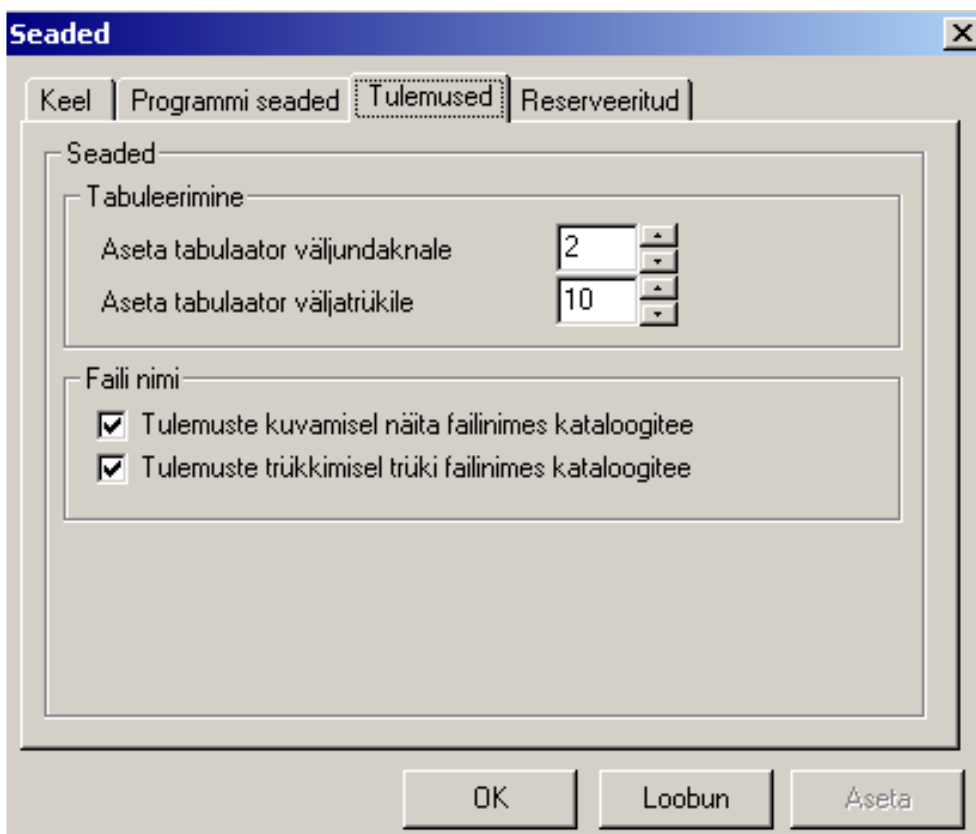 Seaded
Keel Programmi seaded Tulemused Reserveeritud
Seaded
Tabuleerimine
Aseta tabulaator väljundaknale 2
Aseta tabulaator väljatrükile 10
Faili nimi
Tulemuste kuvamisel näita failinimes kataloogitee
Tulemuste trükkimisel trüki failinimes kataloogitee
OK Loobun Aseta